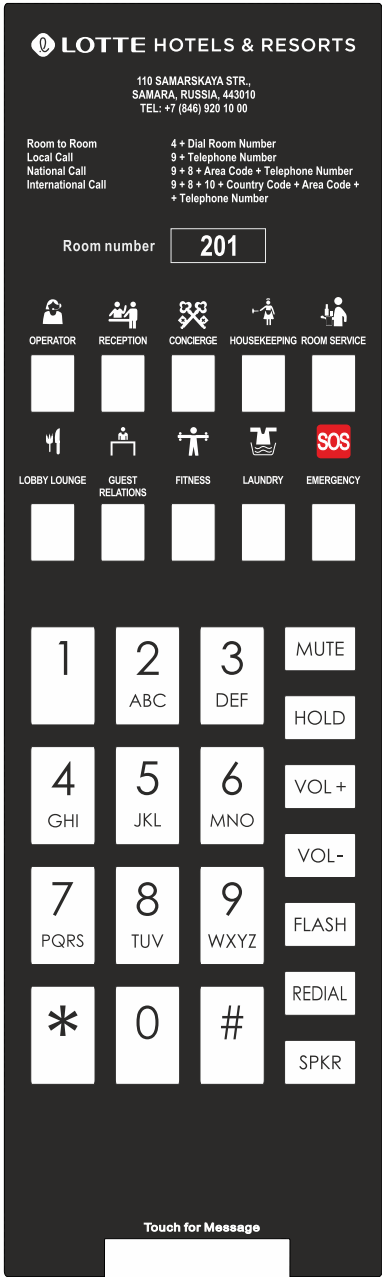 LOTTE HOTELS & RESORTS
110 SAMARSKAYA STR.,
SAMARA, RUSSIA, 443010
TEL: +7 (846) 920 10 00
Room to Room 4 + Dial Room Number
Local Call 9 + Telephone Number
National Call 9 + 8 + Area Code + Telephone Number
International Call 9 + 8 + 10 + Country Code + Area Code +
+ Telephone Number
Room number 201
OPERATOR RECEPTION CONCIERGE HOUSEKEEPING ROOM SERVICE
SOS
LOBBY LOUNGE GUEST FITNESS LAUNDRY EMERGENCY
RELATIONS
1 2 3 MUTE
ABC DEF
HOLD
4 5 6 VOL +
GHI JKL MNO
VOL-
7 8 9 FLASH
PQRS TUV WXYZ
REDIAL
* 0 #
SPKR
Touch for Message